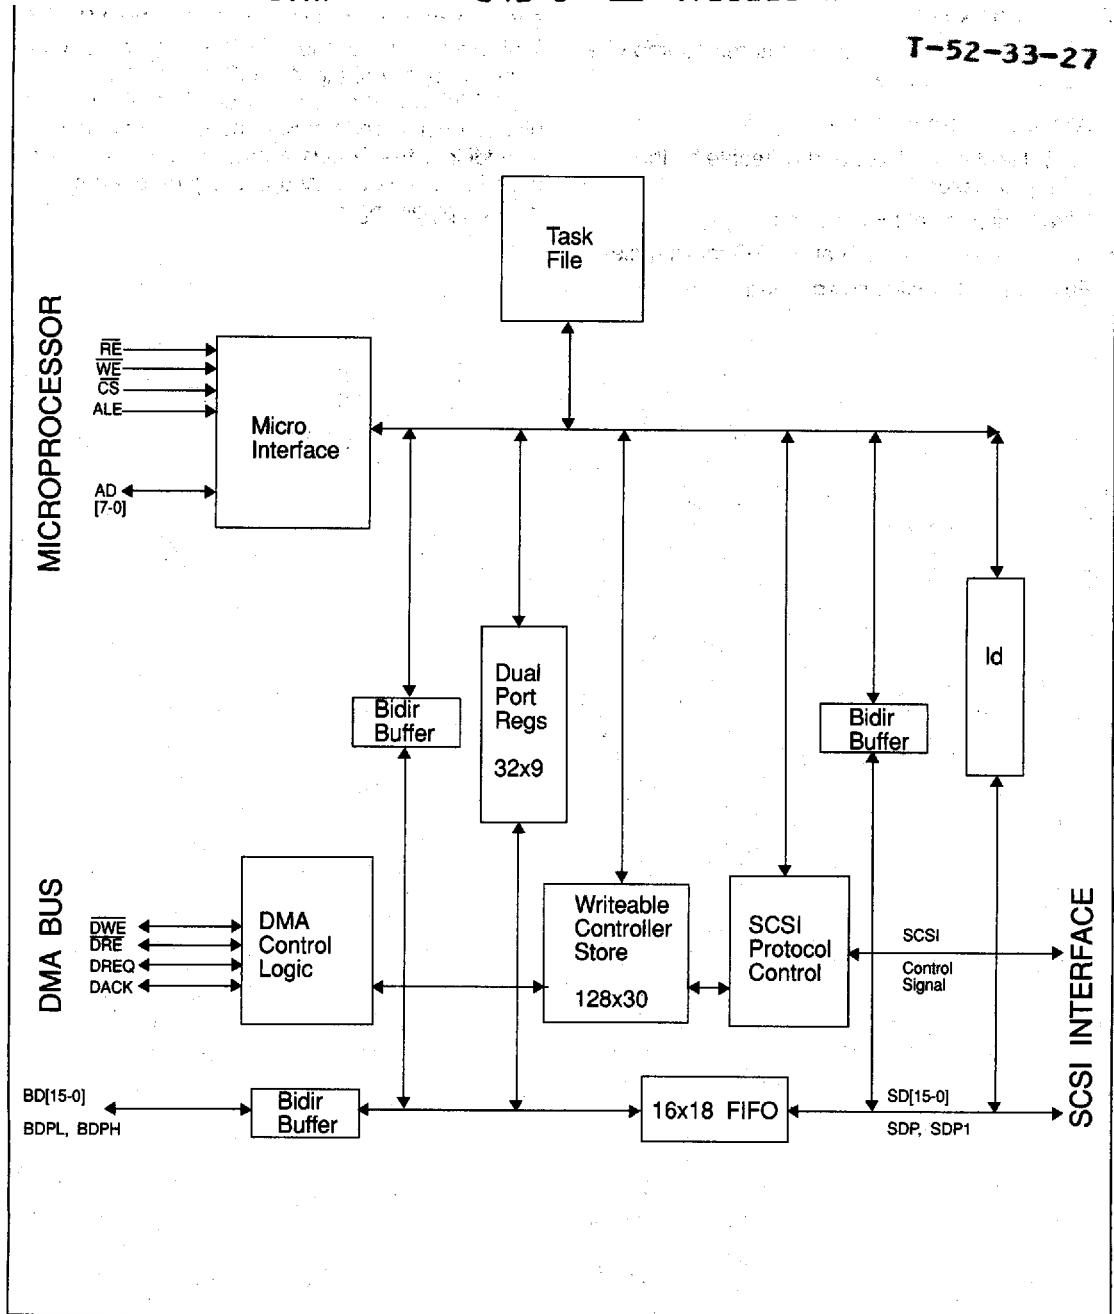 T-52-33-27
Task
File
MICROPROCESSOR
RE
WE
CS
ALE
AD
[7-0]
Micro
Interface
Dual
Port
Regs
32x9
Id
Bidir
Buffer
Bidir
Buffer
DMA BUS
DWE
DRE
DREQ
DACK
DMA
Control
Logic
Writeable
Controller
Store
128x30
SCSI
Protocol
Control
SCSI
Control
Signal
SCSI INTERFACE
BD[15-0]
BDPL, BDPH
Bidir
Buffer
16x18 FIFO
SD[15-0]
SDP, SDP1